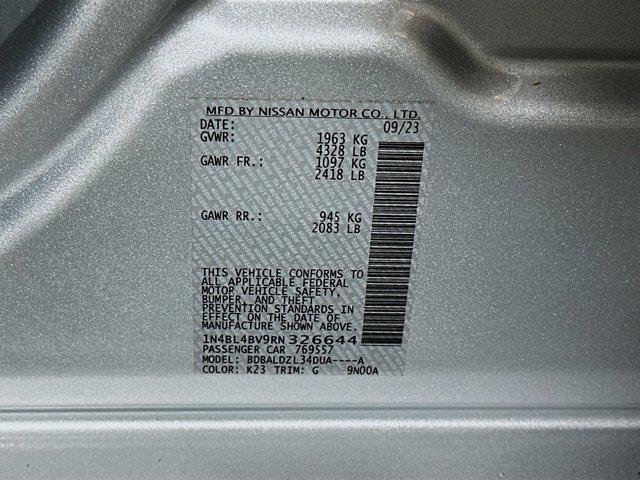 MFD BY NISSAN MOTOR CO., LTD.
DATE: 09/23
GVWR: 1963 KG
4328 LB
GAWR FR.: 1097 KG
2418 LB
GAWR RR.: 945 KG
2083 LB
THIS VEHICLE CONFORMS TO
ALL APPLICABLE FEDERAL
MOTOR VEHICLE SAFETY,
BUMPER, AND THEFT
PREVENTION STANDARDS IN
EFFECT ON THE DATE OF
MANUFACTURE SHOWN ABOVE.
1N4BL4BV9RN326644
PASSENGER CAR 769557
MODEL: BDBALDZL34DUA----A
COLOR: K23 TRIM: G 9N00A